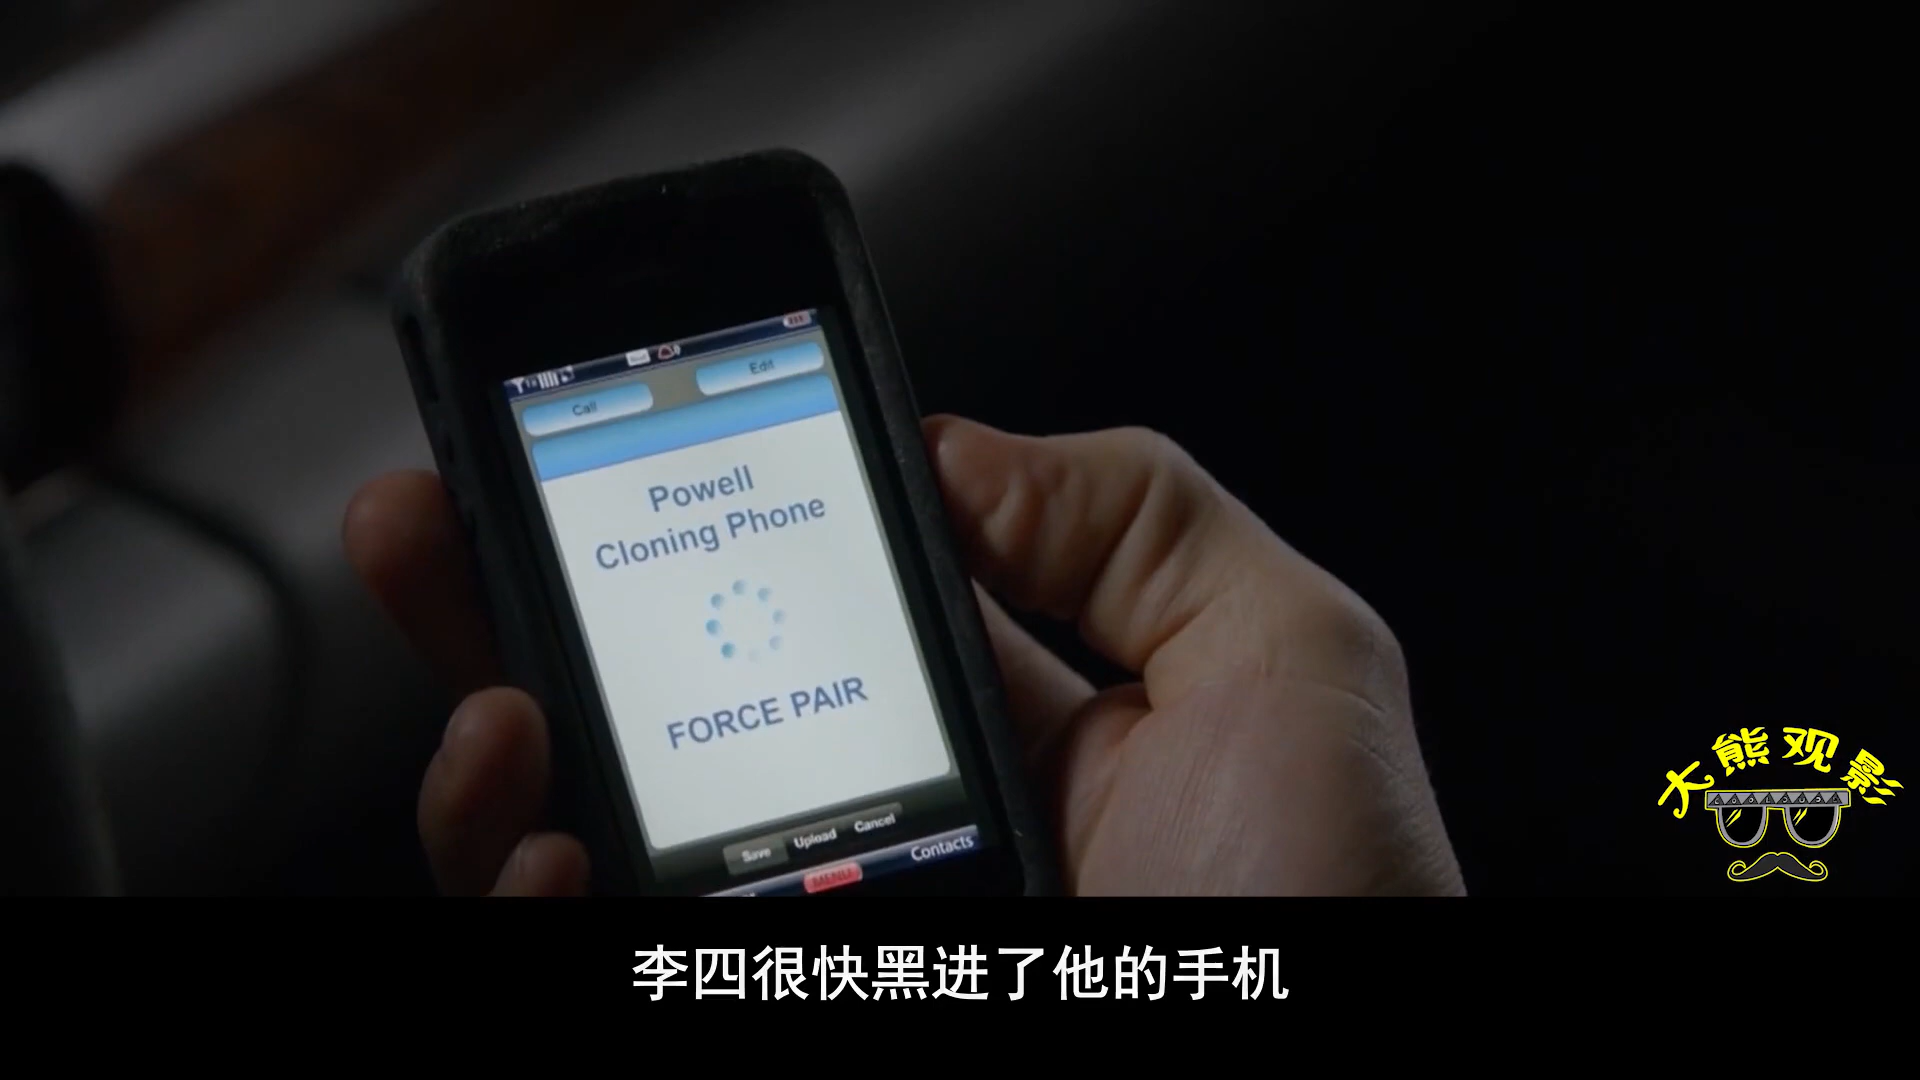 Call
Edit
Powell
Cloning Phone
FORCE PAIR
Save
Upload
Cancel
MENU
Contacts
大熊观影
李四很快黑进了他的手机